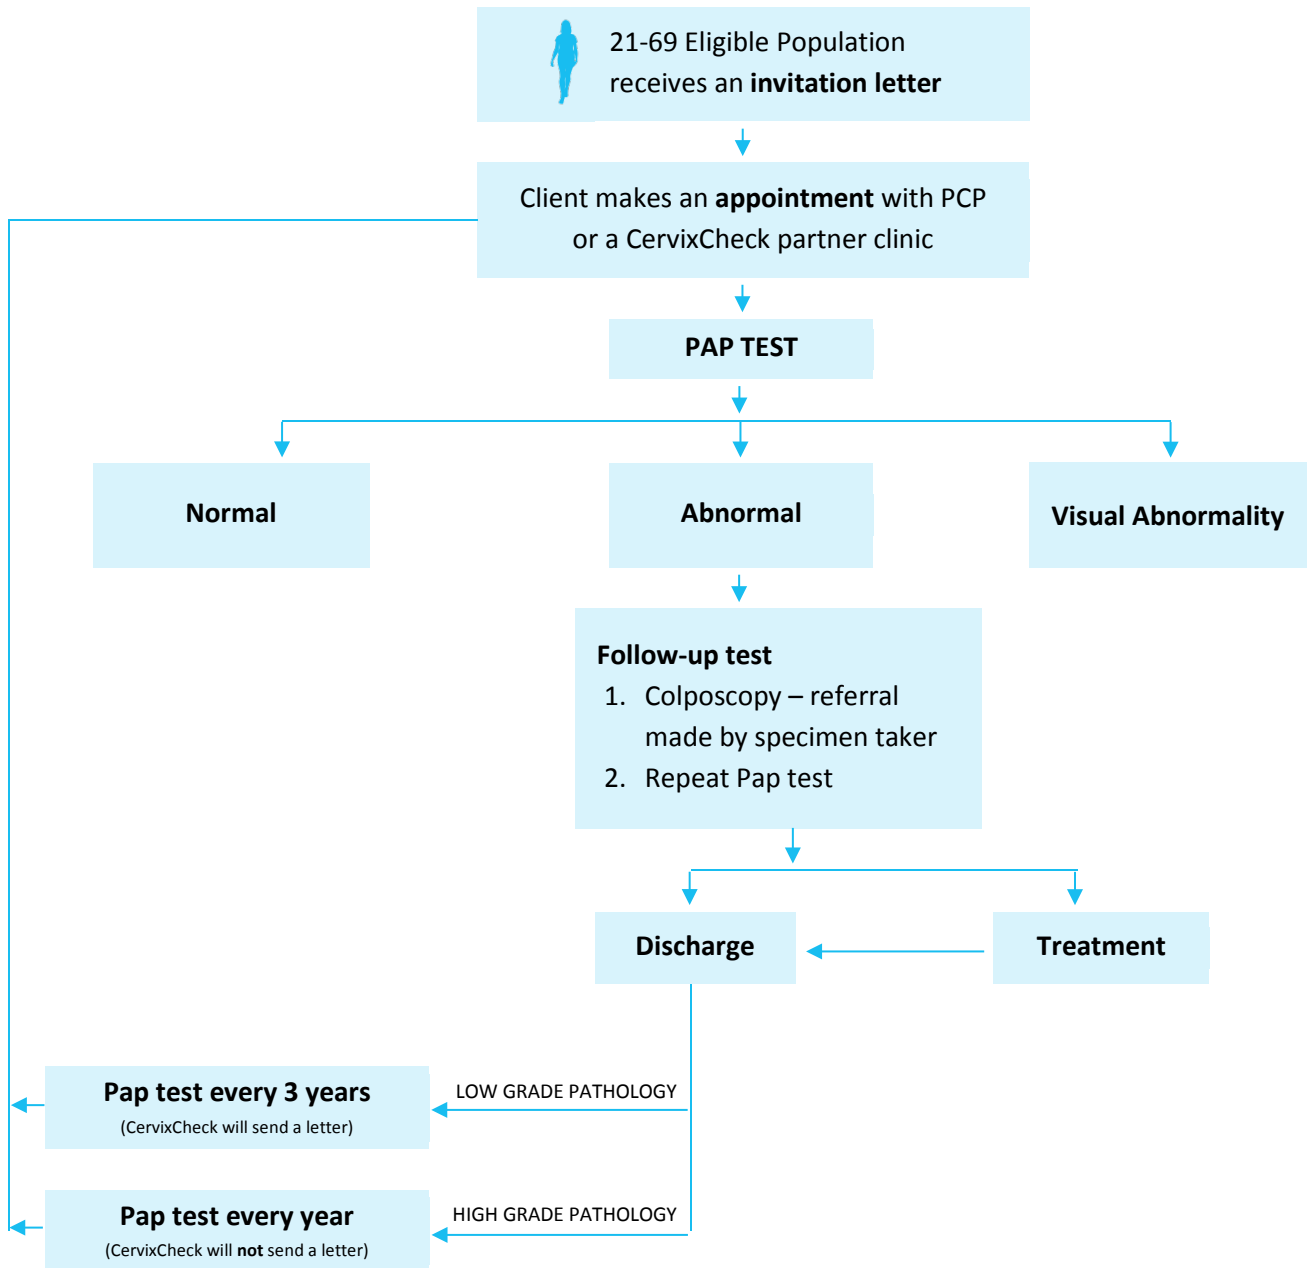 21-69 Eligible Population
receives an invitation letter
Client makes an appointment with PCP
or a CervixCheck partner clinic
PAP TEST
Normal
Abnormal
Visual Abnormality
Follow-up test
1. Colposcopy – referral
made by specimen taker
2. Repeat Pap test
Discharge
Treatment
Pap test every 3 years
(CervixCheck will send a letter)
LOW GRADE PATHOLOGY
Pap test every year
(CervixCheck will not send a letter)
HIGH GRADE PATHOLOGY